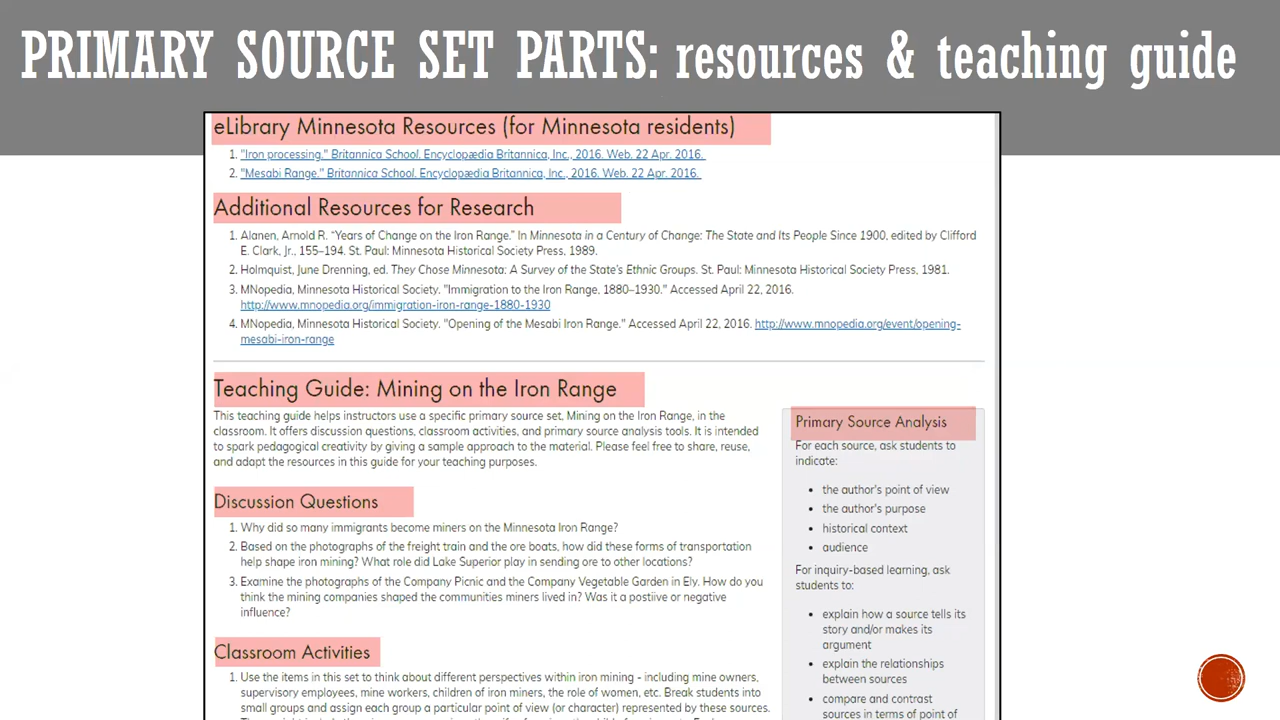 PRIMARY SOURCE SET PARTS: resources & teaching guide
eLibrary Minnesota Resources (for Minnesota residents)
1. "Iron processing." Britannica School. Encyclopædia Britannica, Inc., 2016. Web. 22 Apr. 2016.
2. "Mesabi Range." Britannica School. Encyclopædia Britannica, Inc., 2016. Web. 22 Apr. 2016.
Additional Resources for Research
1. Alanen, Arnold R. "Years of Change on the Iron Range." In Minnesota in a Century of Change: The State and Its People Since 1900, edited by Clifford
E. Clark, Jr., 155–194. St. Paul: Minnesota Historical Society Press, 1989.
2. Holmquist, June Drenning, ed. They Chose Minnesota: A Survey of the State's Ethnic Groups. St. Paul: Minnesota Historical Society Press, 1981.
3. MNopedia, Minnesota Historical Society. "Immigration to the Iron Range, 1880–1930." Accessed April 22, 2016.
http://www.mnopedia.org/immigration-iron-range-1880-1930
4. MNopedia, Minnesota Historical Society. "Opening of the Mesabi Iron Range." Accessed April 22, 2016. http://www.mnopedia.org/event/opening-
mesabi-iron-range
Teaching Guide: Mining on the Iron Range
This teaching guide helps instructors use a specific primary source set, Mining on the Iron Range, in the
classroom. It offers discussion questions, classroom activities, and primary source analysis tools. It is intended
to spark pedagogical creativity by giving a sample approach to the material. Please feel free to share, reuse,
and adapt the resources in this guide for your teaching purposes.
Discussion Questions
1. Why did so many immigrants become miners on the Minnesota Iron Range?
2. Based on the photographs of the freight train and the ore boats, how did these forms of transportation
help shape iron mining? What role did Lake Superior play in sending ore to other locations?
3. Examine the photographs of the Company Picnic and the Company Vegetable Garden in Ely. How do you
think the mining companies shaped the communities miners lived in? Was it a postiive or negative
influence?
Classroom Activities
1. Use the items in this set to think about different perspectives within iron mining - including mine owners,
supervisory employees, mine workers, children of iron miners, the role of women, etc. Break students into
small groups and assign each group a particular point of view (or character) represented by these sources.
Primary Source Analysis
For each source, ask students to
indicate:
• the author's point of view
• the author's purpose
• historical context
• audience
For inquiry-based learning, ask
students to:
• explain how a source tells its
story and/or makes its
argument
• explain the relationships
between sources
• compare and contrast
sources in terms of point of